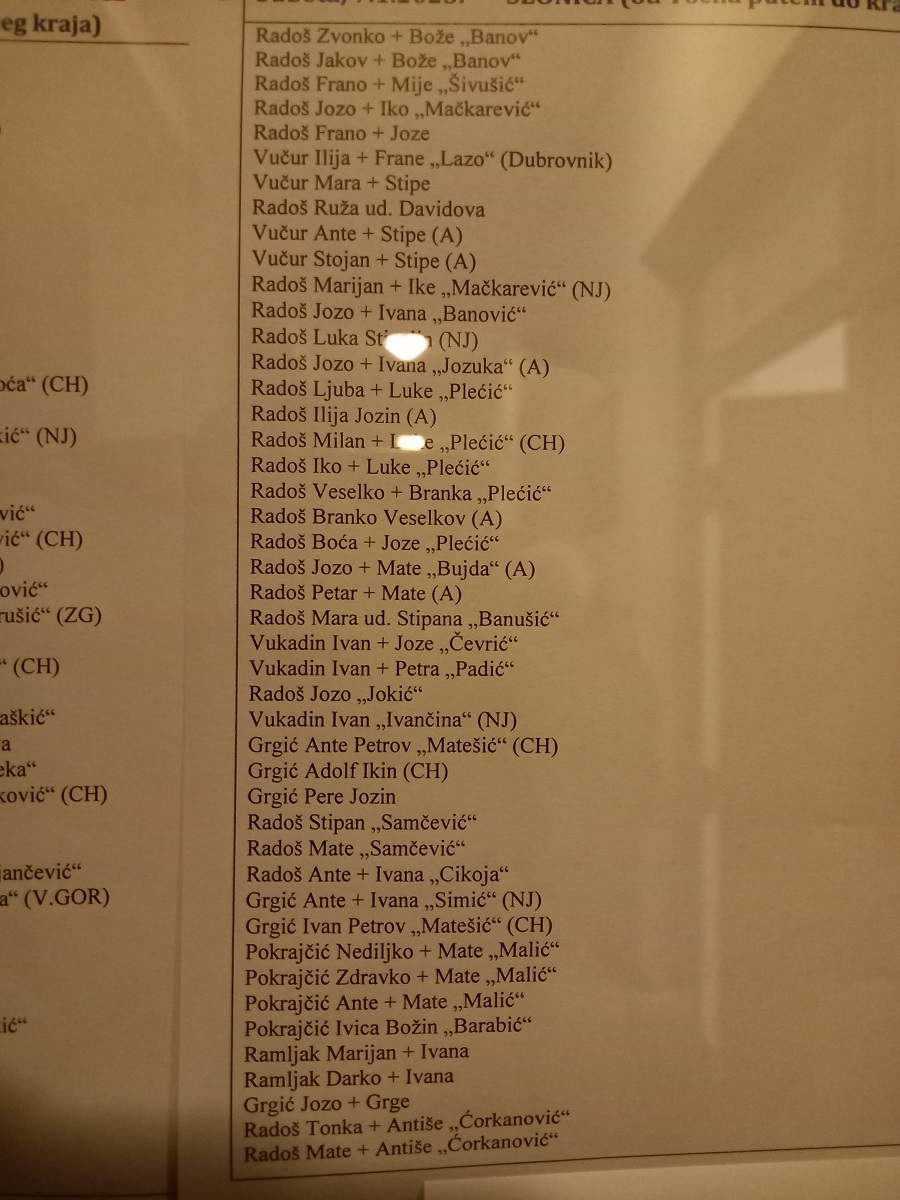 eg kraja)
oća“ (CH)
kić“ (NJ)
vić“
vić“ (CH)
)
ović“
rušić“ (ZG)
“ (CH)
aškić“
a
eka“
ković“ (CH)
jančević“
a“ (V.GOR)
ić“
Radoš Zvonko + Bože „Banov“
Radoš Jakov + Bože „Banov“
Radoš Frano + Mije „Šivušić“
Radoš Jozo + Iko „Mačkarević“
Radoš Frano + Joze
Vučur Ilija + Frane „Lazo“ (Dubrovnik)
Vučur Mara + Stipe
Radoš Ruža ud. Davidova
Vučur Ante + Stipe (A)
Vučur Stojan + Stipe (A)
Radoš Marijan + Ike „Mačkarević“ (NJ)
Radoš Jozo + Ivana „Banović“
Radoš Luka (NJ)
Radoš Jozo + Ivana „Jozuka“ (A)
Radoš Ljuba + Luke „Plećić“
Radoš Ilija Jozin (A)
Radoš Milan + „Plećić“ (CH)
Radoš Iko + Luke „Plećić“
Radoš Veselko + Branka „Plećić“
Radoš Branko Veselkov (A)
Radoš Boća + Joze „Plećić“
Radoš Jozo + Mate „Bujda“ (A)
Radoš Petar + Mate (A)
Radoš Mara ud. Stipana „Banušić“
Vukadin Ivan + Joze „Čevrić“
Vukadin Ivan + Petra „Padić“
Radoš Jozo „Jokić“
Vukadin Ivan „Ivančina“ (NJ)
Grgić Ante Petrov „Matešić“ (CH)
Grgić Adolf Ikin (CH)
Grgić Pere Jozin
Radoš Stipan „Samčević“
Radoš Mate „Samčević“
Radoš Ante + Ivana „Cikoja“
Grgić Ante + Ivana „Simić“ (NJ)
Grgić Ivan Petrov „Matešić“ (CH)
Pokrajčić Nediljko + Mate „Malić“
Pokrajčić Zdravko + Mate „Malić“
Pokrajčić Ante + Mate „Malić“
Pokrajčić Ivica Božin „Barabić“
Ramljak Marijan + Ivana
Ramljak Darko + Ivana
Grgić Jozo + Grge
Radoš Tonka + Antiše „Ćorkanović“
Radoš Mate + Antiše „Ćorkanović“